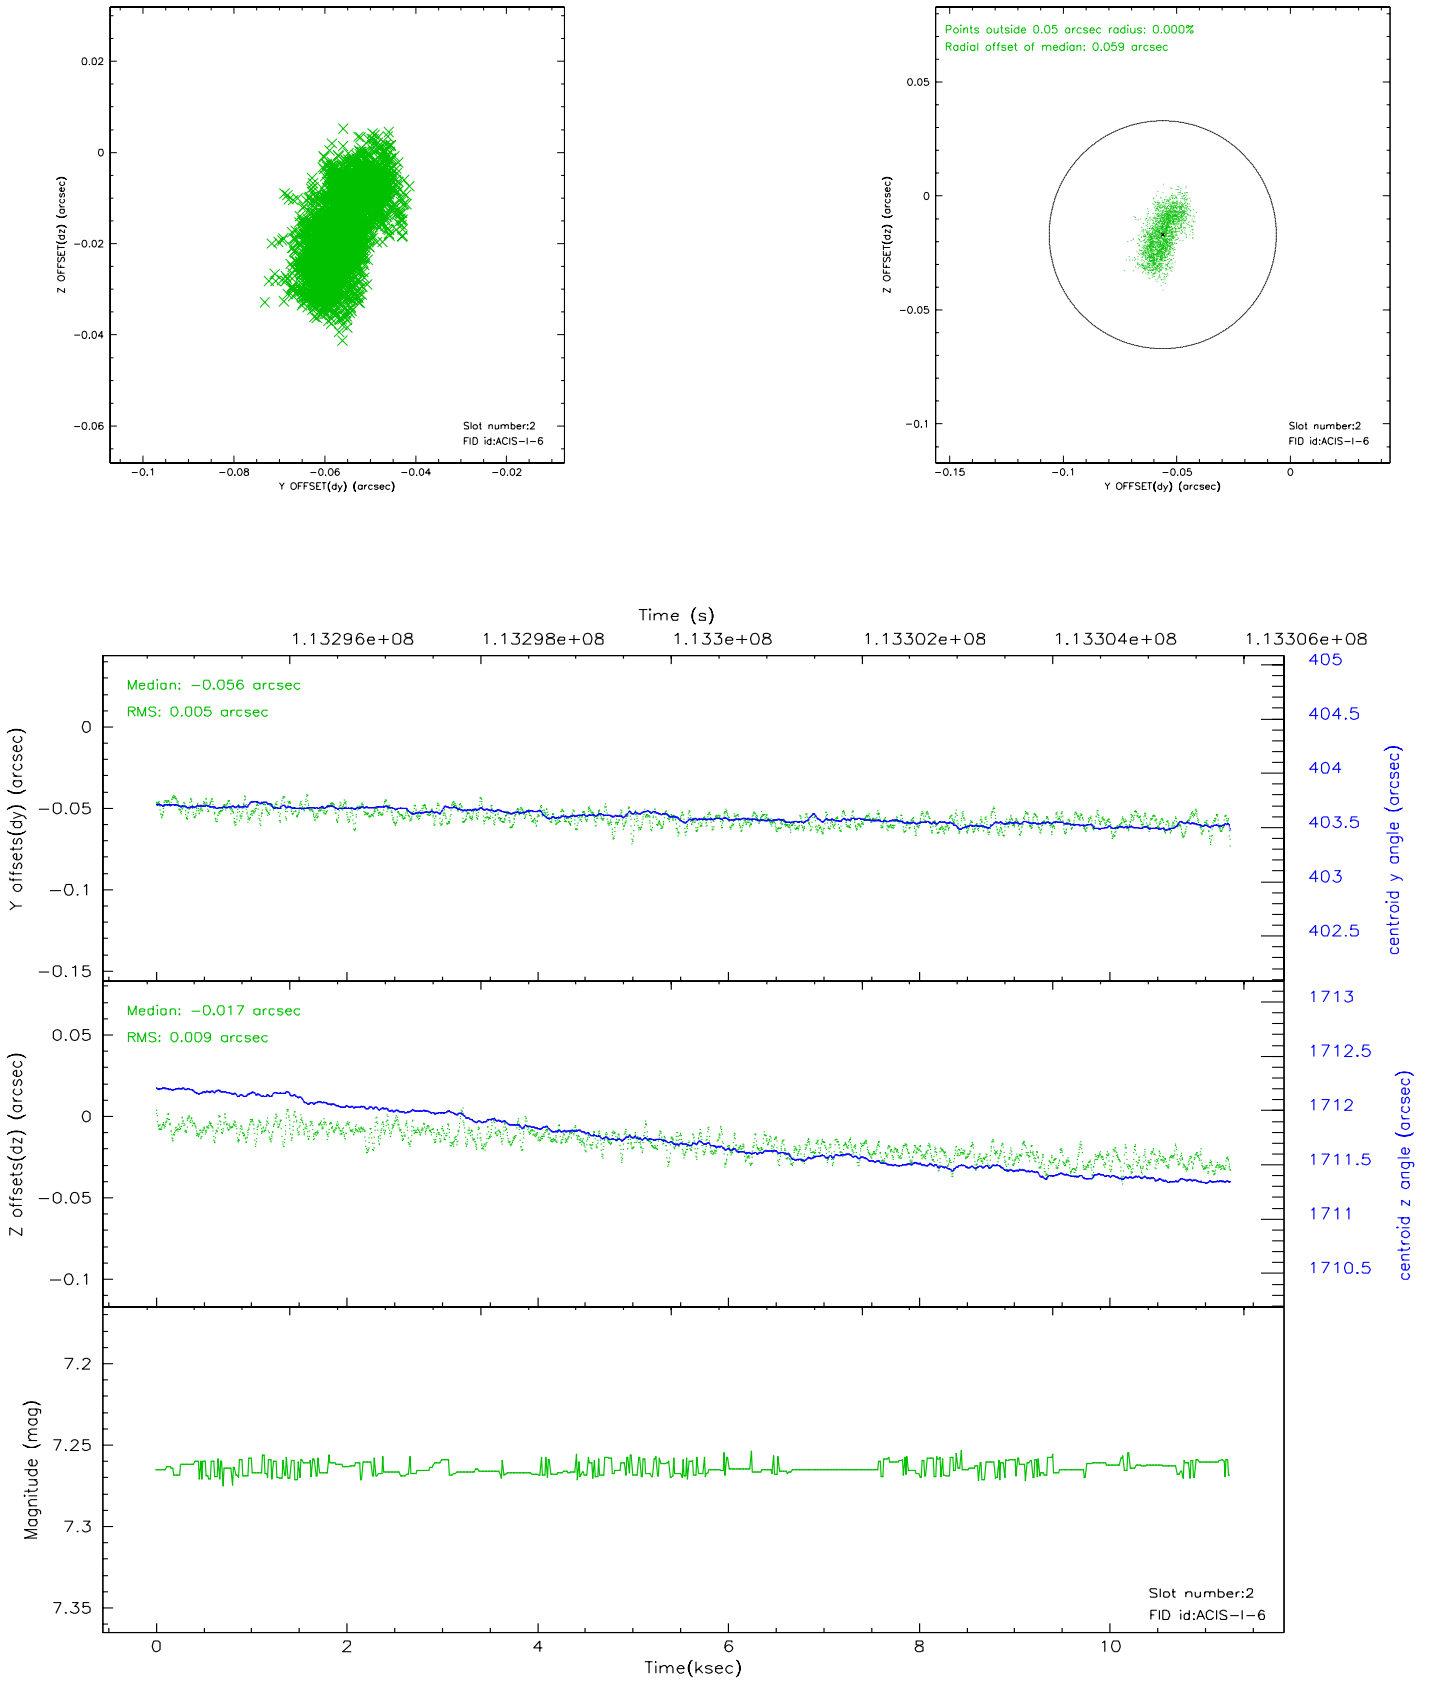 0.02
0
-0.02
-0.04
-0.06
Z OFFSET(dz) (arcsec)
Slot number:2
FID id:ACIS-I-6
-0.1 -0.08 -0.06 -0.04 -0.02
Y OFFSET(dy) (arcsec)
Points outside 0.05 arcsec radius: 0.000%
Radial offset of median: 0.059 arcsec
0.05
0
-0.05
-0.1
Z OFFSET(dz) (arcsec)
Slot number:2
FID id:ACIS-I-6
-0.15 -0.1 -0.05 0
Y OFFSET(dy) (arcsec)
Time (s)
1.13296e+08 1.13298e+08 1.133e+08 1.13302e+08 1.13304e+08 1.13306e+08
Median: -0.056 arcsec
RMS: 0.005 arcsec
0
-0.05
-0.1
-0.15
Y offsets(dy) (arcsec)
405
404.5
404
403.5
403
402.5
centroid y angle (arcsec)
Median: -0.017 arcsec
RMS: 0.009 arcsec
0.05
0
-0.05
-0.1
Z offsets(dz) (arcsec)
1713
1712.5
1712
1711.5
1711
1710.5
centroid z angle (arcsec)
7.2
7.25
7.3
7.35
Magnitude (mag)
Slot number:2
FID id:ACIS-I-6
0 2 4 6 8 10
Time(ksec)